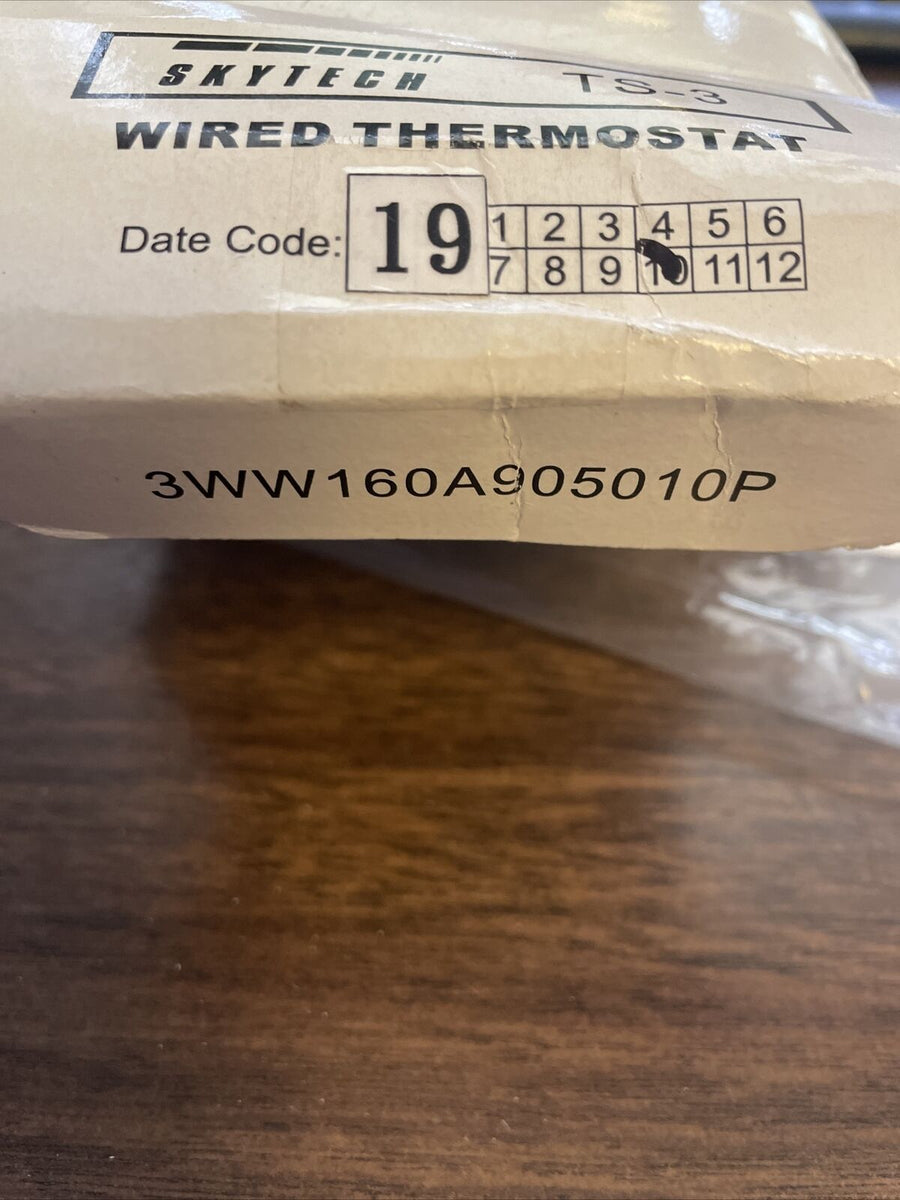 SKYTECH TS-3
WIRED THERMOSTAT
Date Code: 19 1 2 3 4 5 6
7 8 9 10 11 12
3WW160A905010P